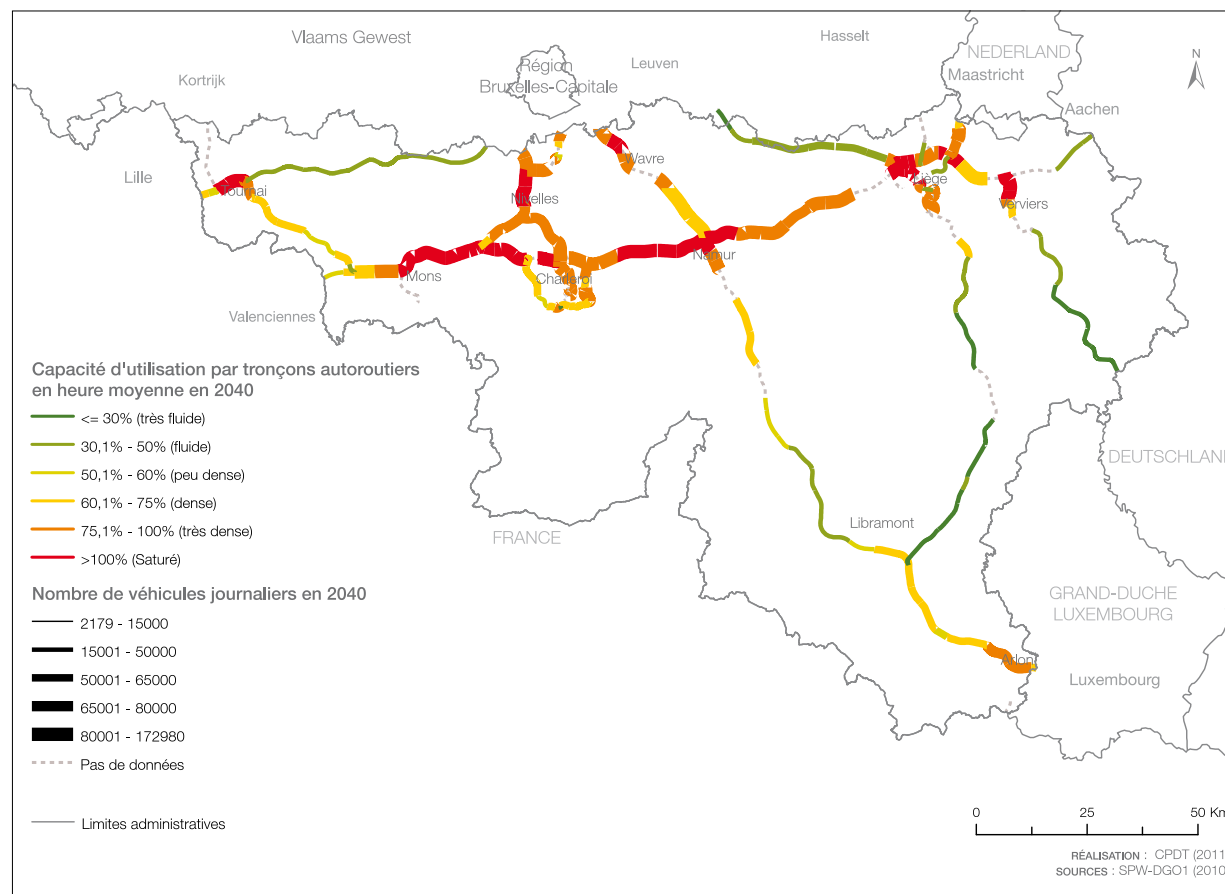 Vlaams Gewest
Hasselt
NEDERLAND
Maastricht
N
Région
Bruxelles-Capitale
Leuven
Kortrijk
Aachen
Lille
Wavre
Tournai
Nivelles
Liège
Verviers
Mons
Charleroi
Namur
Valenciennes
Capacité d'utilisation par tronçons autoroutiers
en heure moyenne en 2040
<= 30% (très fluide)
30,1% - 50% (fluide)
50,1% - 60% (peu dense)
60,1% - 75% (dense)
75,1% - 100% (très dense)
>100% (Saturé)
DEUTSCHLAND
FRANCE
Libramont
Nombre de véhicules journaliers en 2040
2179 - 15000
15001 - 50000
50001 - 65000
65001 - 80000
80001 - 172980
Pas de données
Limites administratives
GRAND-DUCHE
LUXEMBOURG
Arlon
Luxembourg
0 25 50 Km
RÉALISATION : CPDT (2011
SOURCES : SPW-DGO1 (2010